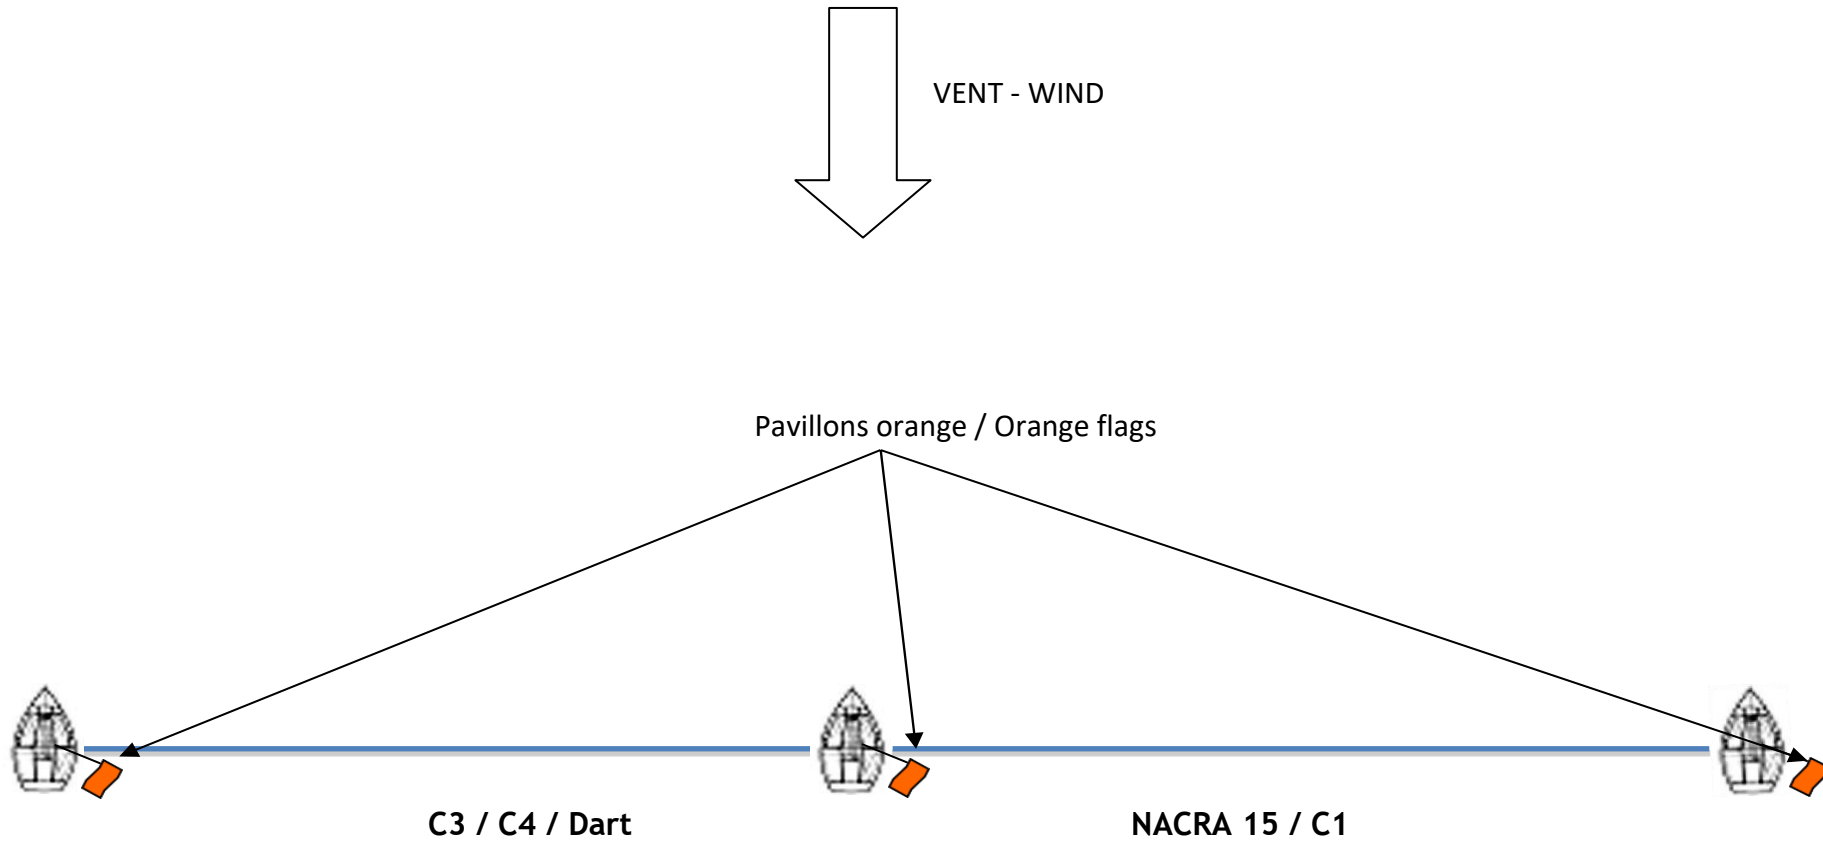 VENT - WIND
Pavillons orange / Orange flags
C3 / C4 / Dart
NACRA 15 / C1